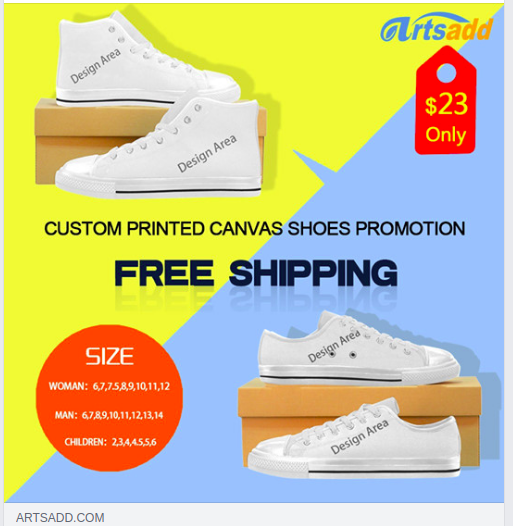 Artsadd
Design Area
Design Area
$23
Only
CUSTOM PRINTED CANVAS SHOES PROMOTION
FREE SHIPPING
SIZE
WOMAN: 6,7,7.5,8,9,10,11,12
MAN: 6,7,8,9,10,11,12,13,14
CHILDREN: 2,3,4,4.5,5,6
Design Area
Design Area
ARTSADD.COM